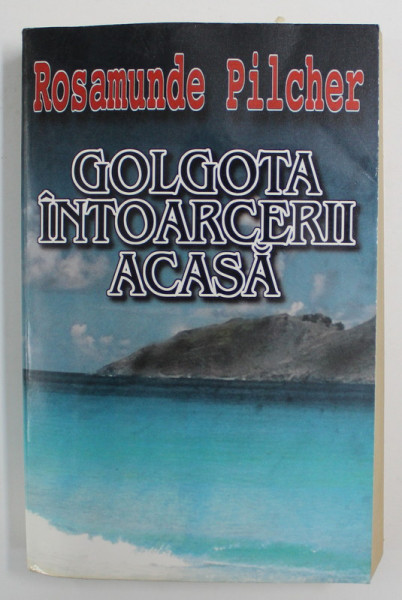 Rosamunde Pilcher
GOLGOTA
ÎNTOARCERII
ACASĂ